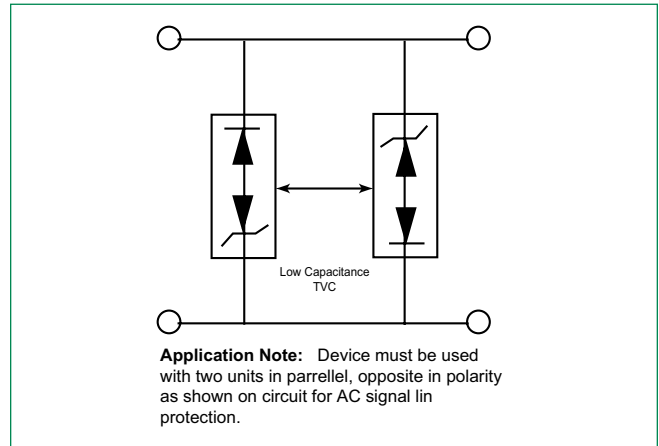 Low Capacitance
TVC
Application Note: Device must be used
with two units in parrellel, opposite in polarity
as shown on circuit for AC signal lin
protection.